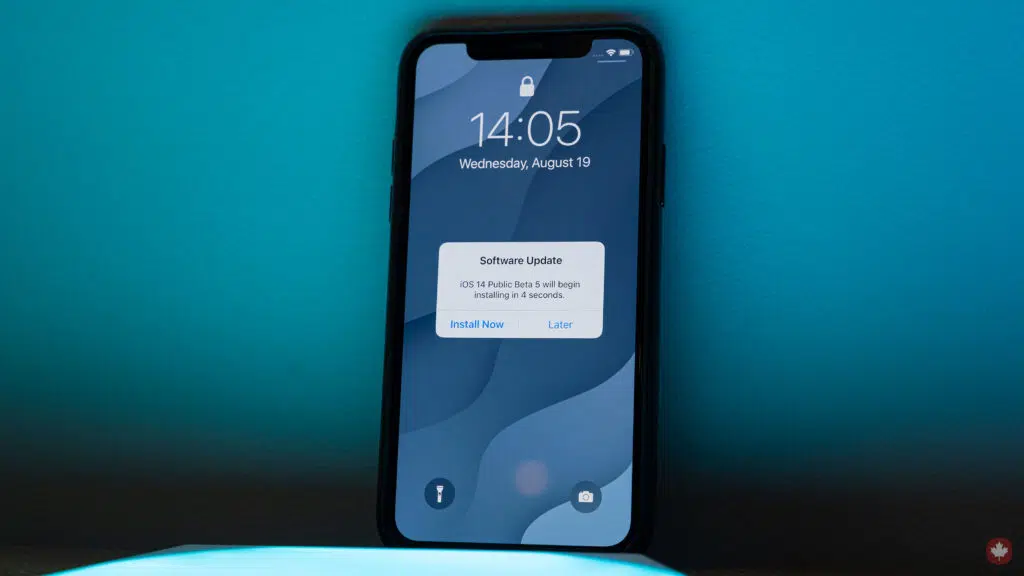 14:05
Wednesday, August 19
Software Update
iOS 14 Public Beta 5 will begin
installing in 4 seconds.
Install Now Later